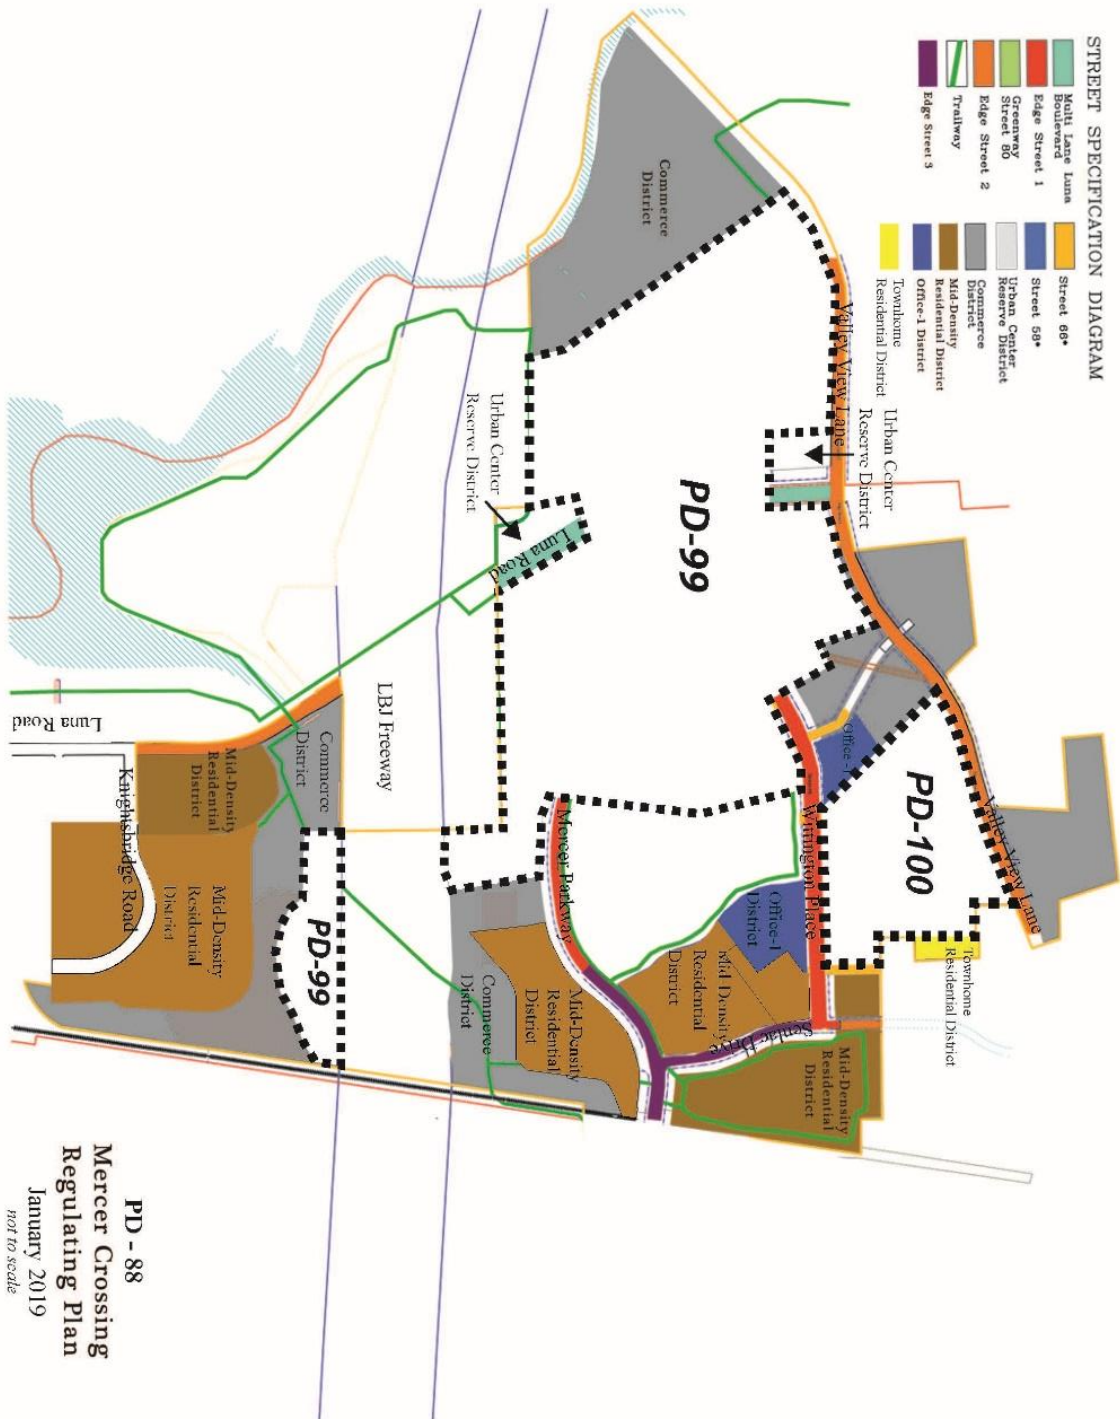 STREET SPECIFICATION DIAGRAM
Multi Lane Luna
Boulevard
Edge Street 1
Greenway
Street 80
Edge Street 2
Trailway
Edge Street 3
Street 66*
Street 58*
Urban Center
Reserve District
Commerce
District
Mid-Density
Residential District
Office-1 District
Townhome
Residential District
Commerce
District
Valley View Lane
Urban Center
Reserve District
Urban Center
Reserve District
PD-99
Luna Road
Office-1
PD-100
Valley View Lane
Wittington Place
Townhome
Residential District
Office-1
District
Mid-Density
Residential
District
Senlac Drive
Mid-Density
Residential
District
Mercer Parkway
Mid-Density
Residential
District
Commerce
District
LBJ Freeway
Commerce
District
Mid-Density
Residential
District
PD-99
Mid-Density
Residential
District
Luna Road
Knightsbridge Road
PD - 88
Mercer Crossing
Regulating Plan
January 2019
not to scale